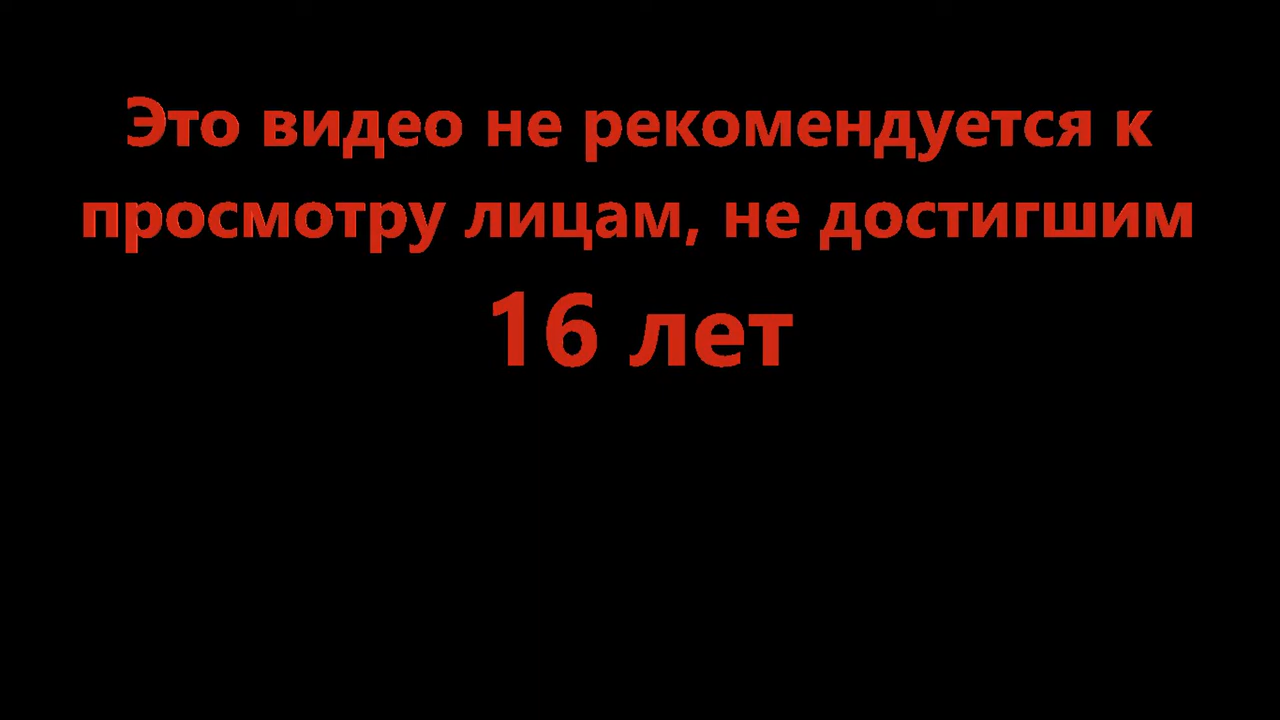 Это видео не рекомендуется к
просмотру лицам, не достигшим
16 лет